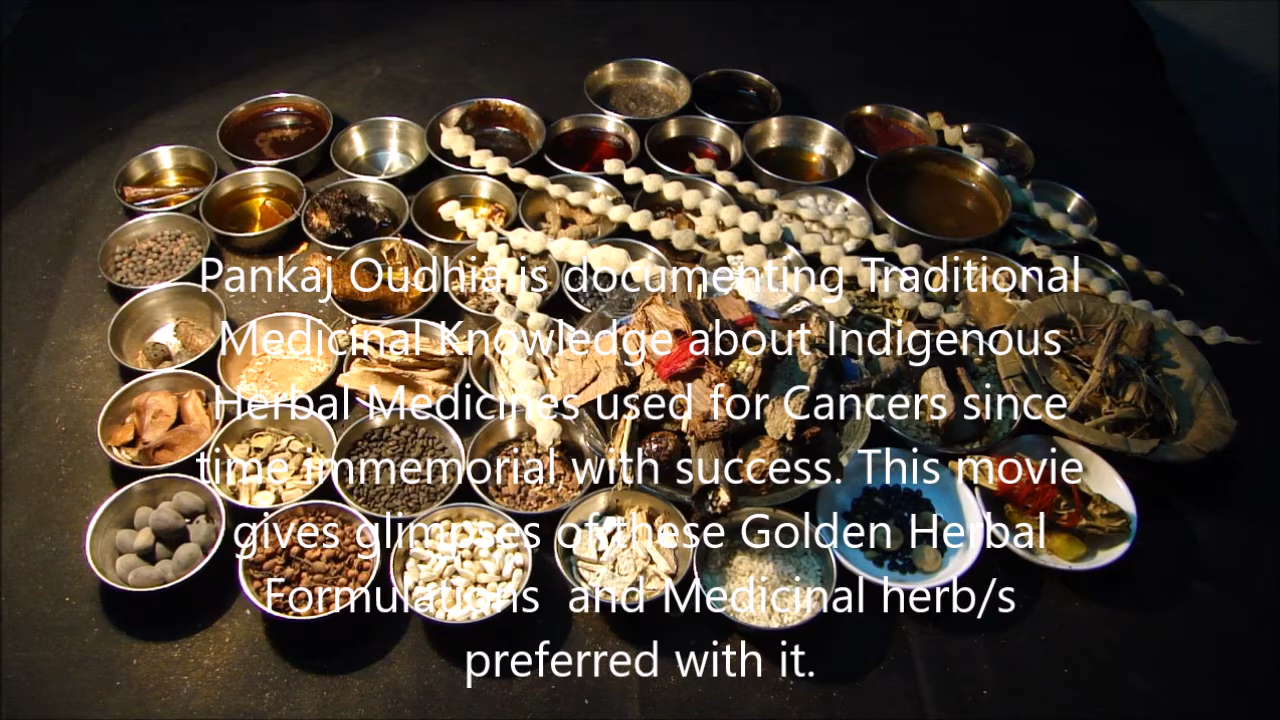 Pankaj Oudhia is documenting Traditional
Medicinal Knowledge about Indigenous
Herbal Medicines used for Cancers since
time immemorial with success. This movie
gives glimpses of these Golden Herbal
Formulations  and Medicinal herb/s
preferred with it.